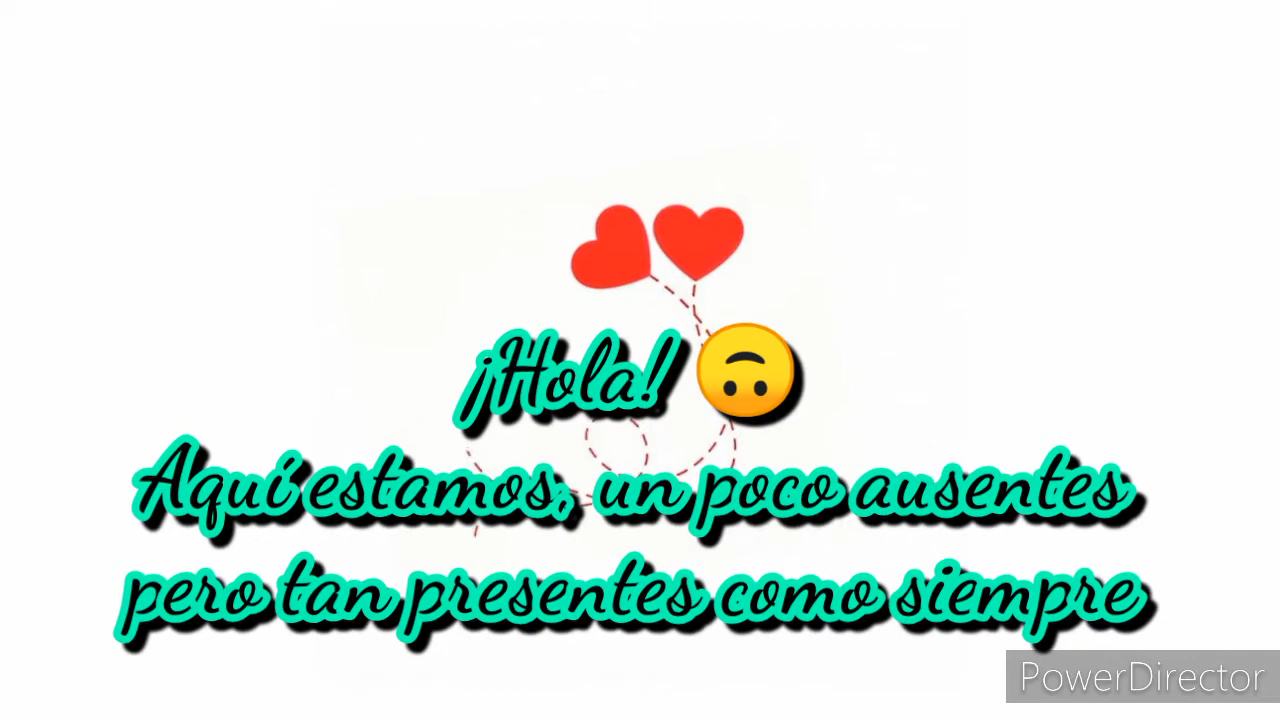 ¡Hola! 🙃
Aquí estamos, un poco ausentes
pero tan presentes como siempre
PowerDirector